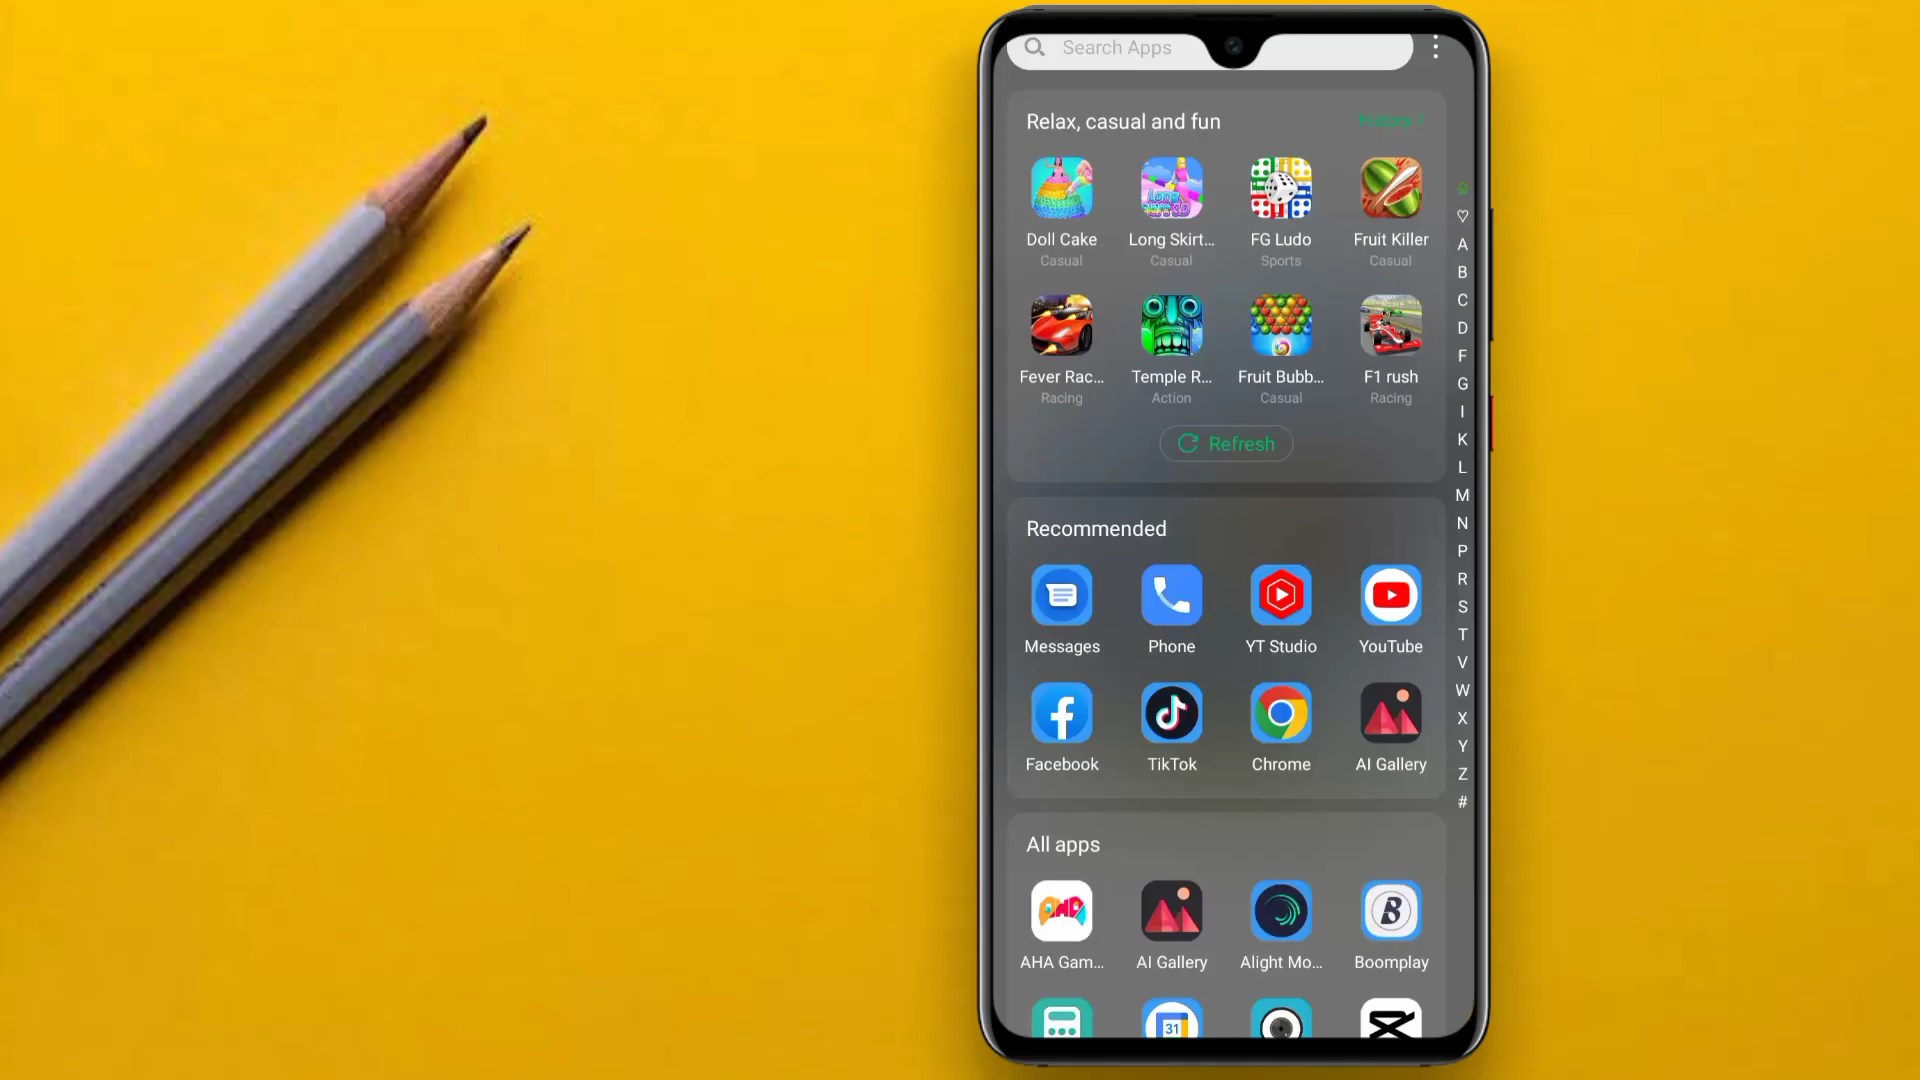 Search Apps
Relax, casual and fun
History
Doll Cake
Long Skirt...
FG Ludo
Fruit Killer
Casual
Casual
Sports
Casual
Fever Rac...
Temple R...
Fruit Bubb...
F1 rush
Racing
Action
Casual
Racing
Refresh
Recommended
Messages
Phone
YT Studio
YouTube
Facebook
TikTok
Chrome
AI Gallery
All apps
AHA Gam...
AI Gallery
Alight Mo...
Boomplay
31
A
B
C
D
F
G
I
K
L
M
N
P
R
S
T
V
W
X
Y
Z
#